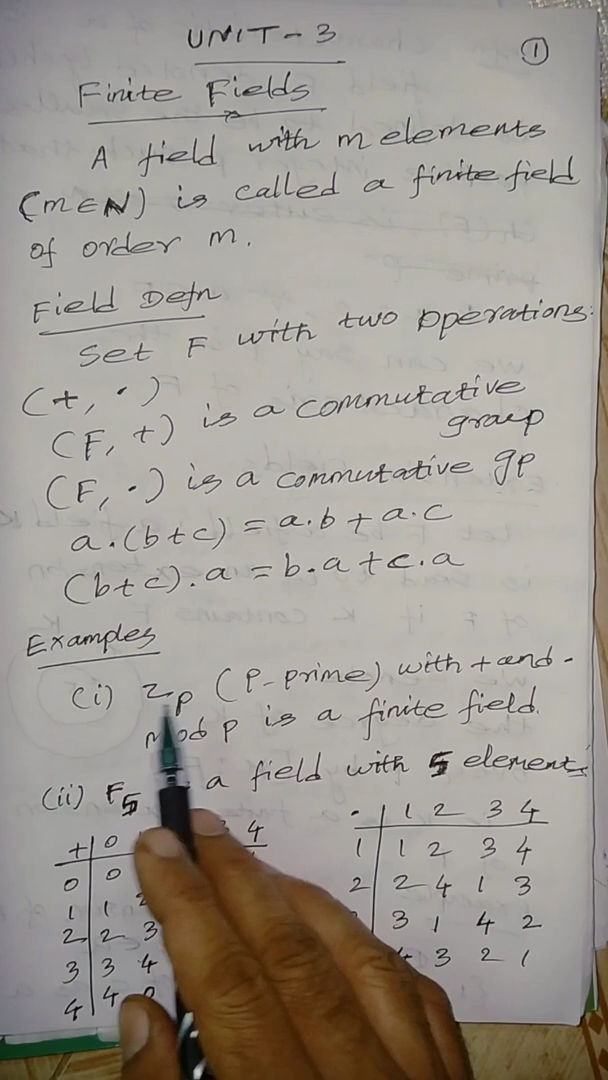 UNIT-3
1
Finite Fields
A field with m elements
(m∈N) is called a finite field
of order m.
Field Defn
Set F with two operations.
(+, ·)
(F, +) is a commutative
group
(F, ·) is a commutative gp
a.(b+c) = a.b + a.c
(b+c).a = b.a + c.a
Examples
(i) Zp (p-prime) with + and ·
mod p is a finite field.
(ii) F5 a field with 5 elements
+ 0 4
0 0
1 1
2 2 3
3 3 4
4 4 0
· 1 2 3 4
1 1 2 3 4
2 2 4 1 3
3 1 4 2
3 2 1